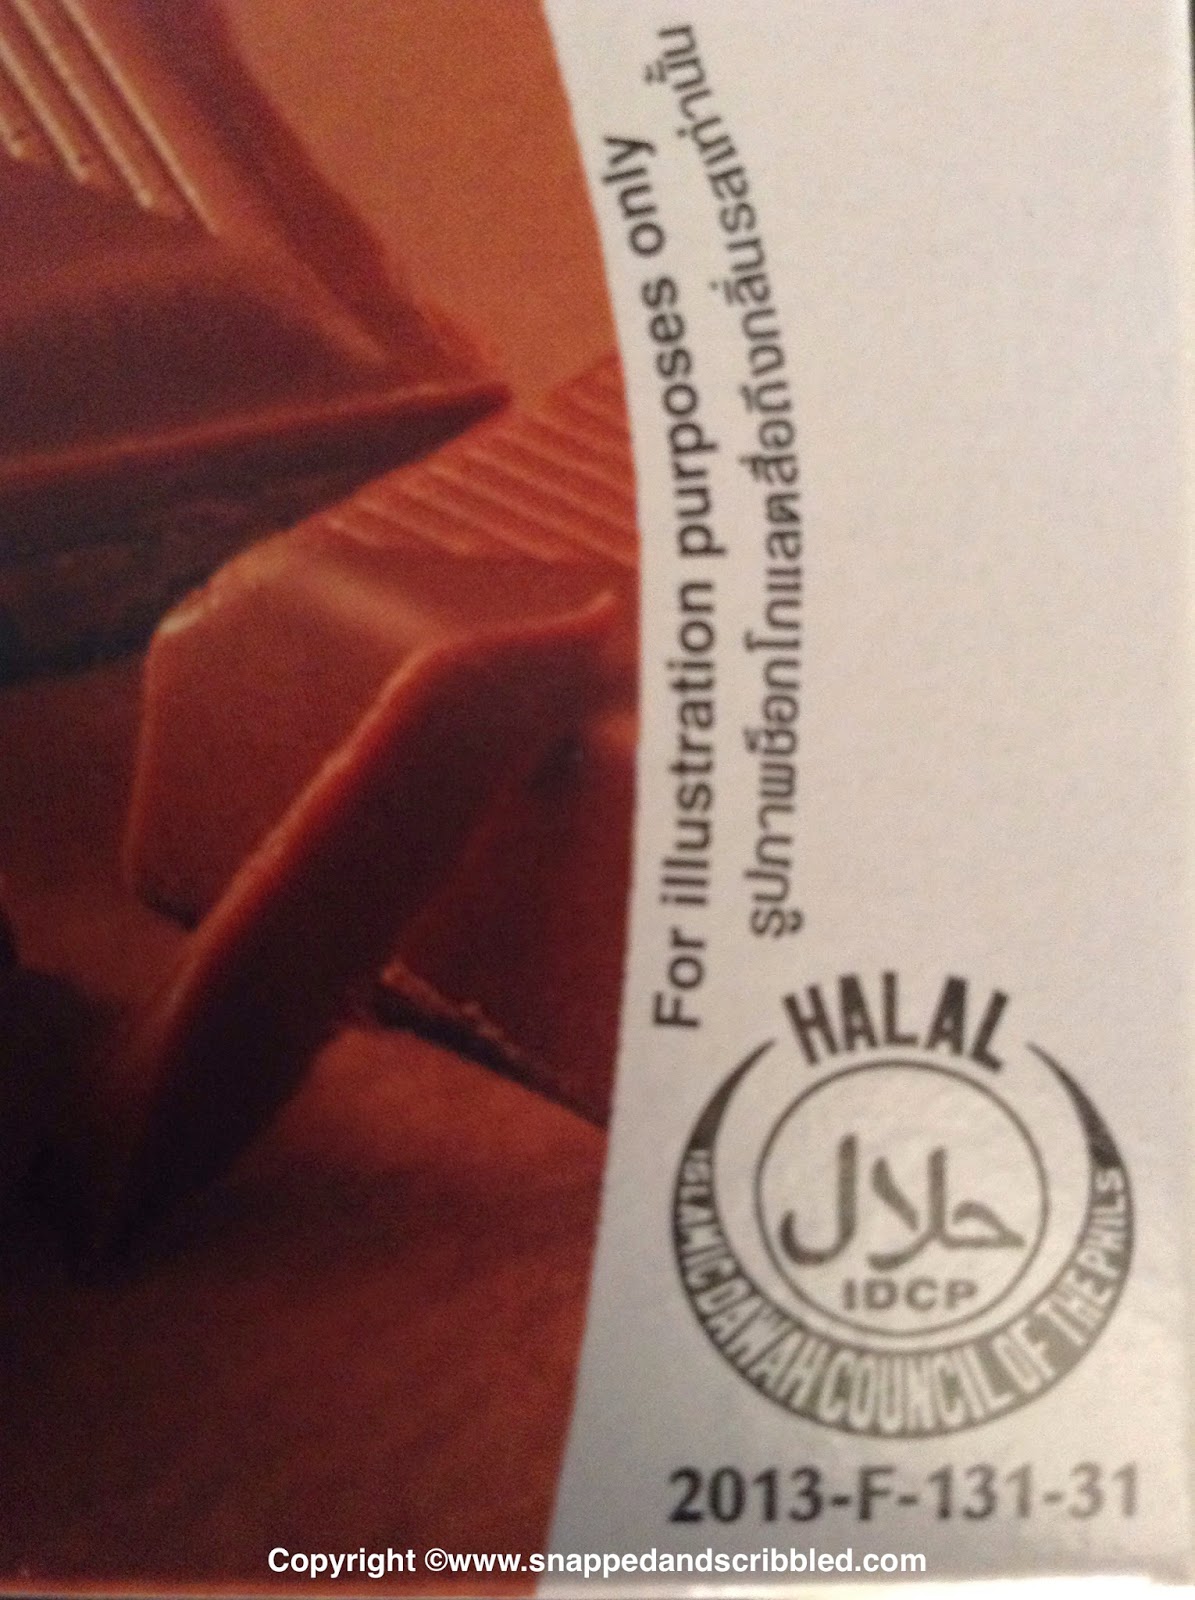 For illustration purposes only
รูปภาพช็อกโกแลตสื่อถึงกลิ่นรสเท่านั้น
HALAL
حلال
IDCP
ISLAMIC DA'WAH COUNCIL OF THE PHILS
2013-F-131-31
Copyright ©www.snappedandscribbled.com